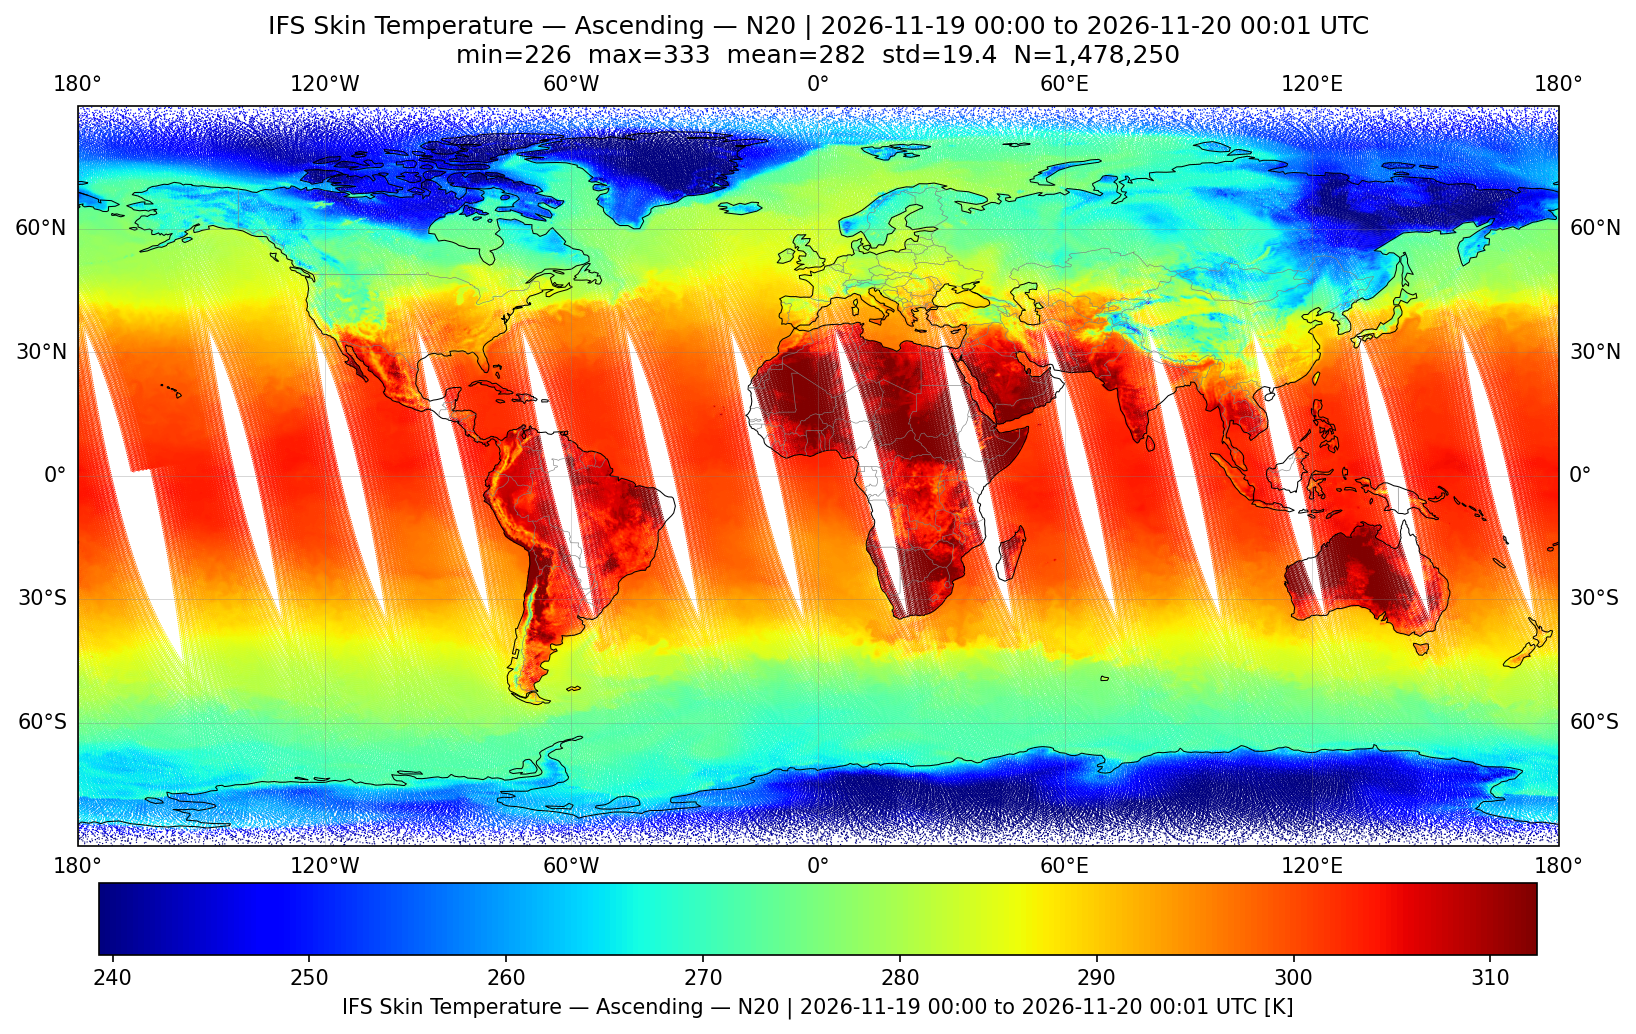 IFS Skin Temperature — Ascending — N20 | 2026-11-19 00:00 to 2026-11-20 00:01 UTC
min=226 max=333 mean=282 std=19.4 N=1,478,250
180° 120°W 60°W 0° 60°E 120°E 180°
60°N 60°N
30°N 30°N
0° 0°
30°S 30°S
60°S 60°S
180° 120°W 60°W 0° 60°E 120°E 180°
240 250 260 270 280 290 300 310
IFS Skin Temperature — Ascending — N20 | 2026-11-19 00:00 to 2026-11-20 00:01 UTC [K]